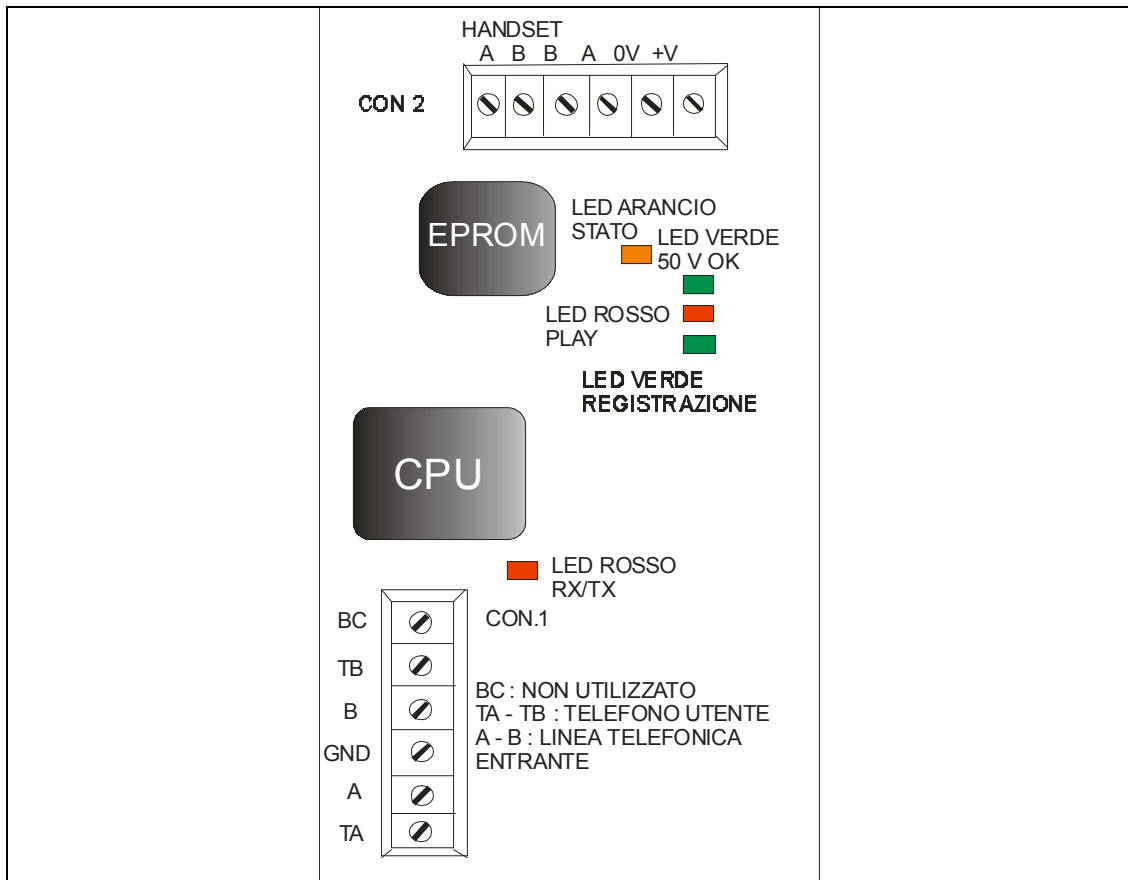 HANDSET
A B B A 0V +V
CON 2
EPROM
LED ARANCIO
STATO
LED VERDE
50 V OK
LED ROSSO
PLAY
LED VERDE
REGISTRAZIONE
CPU
LED ROSSO
RX/TX
CON.1
BC
TB
B
GND
A
TA
BC : NON UTILIZZATO
TA - TB : TELEFONO UTENTE
A - B : LINEA TELEFONICA
ENTRANTE